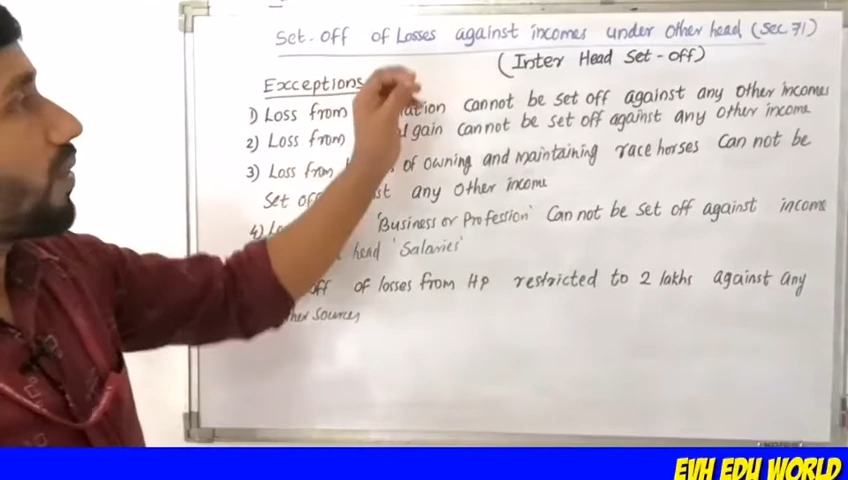 Set-off of Losses against incomes under Other head (Sec 71)
(Inter Head Set-off)
Exceptions
1) Loss from cannot be set off against any Other incomes
2) Loss from gain cannot be set off against any other income
3) Loss from of owning and maintaining race horses Can not be
Set off any Other income
4) 'Business or Profession' Can not be set off against income
head 'Salaries'
off of losses from HP restricted to 2 lakhs against any
Sources
EVH EDU WORLD